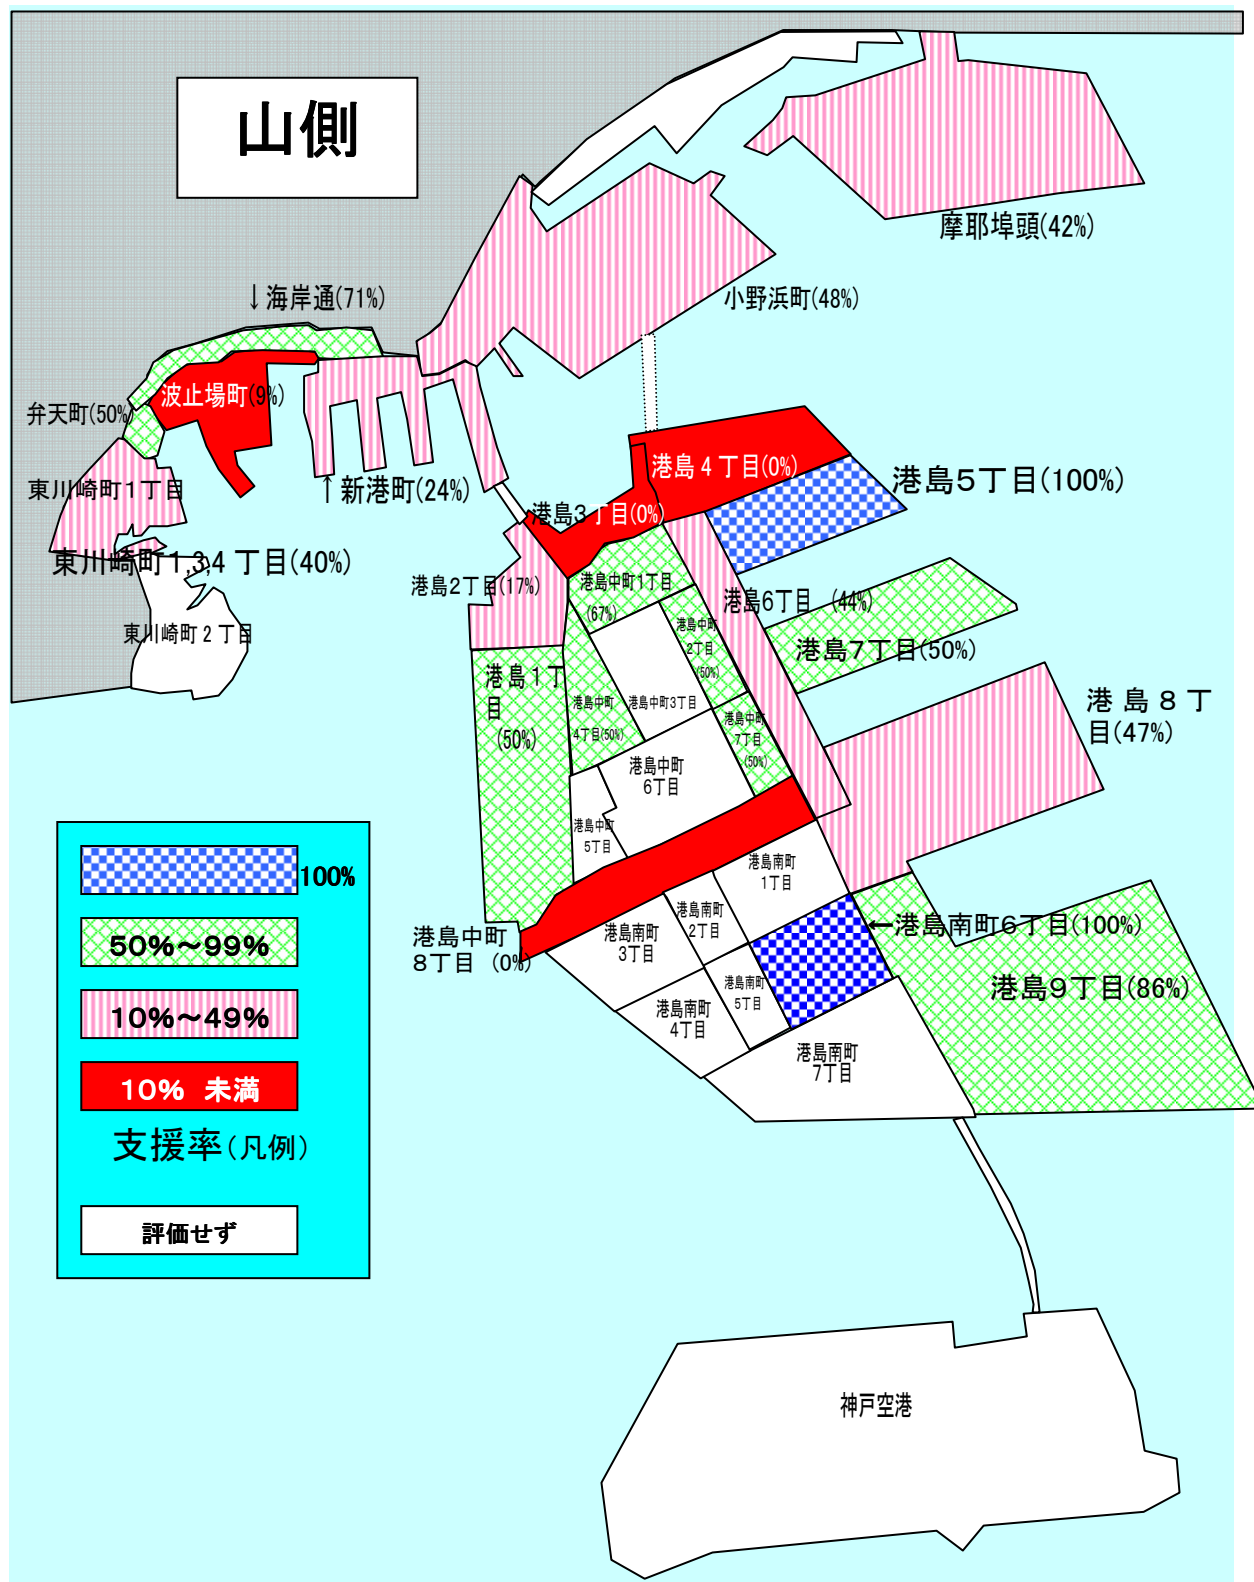 山側
摩耶埠頭(42%)
↓海岸通(71%)
小野浜町(48%)
弁天町(50%)
波止場町(9%)
東川崎町1丁目
↑新港町(24%)
港島4丁目(0%)
港島5丁目(100%)
港島3丁目(0%)
東川崎町1,3,4 丁目(40%)
港島2丁目(17%)
港島中町1丁目
(67%)
港島6丁目 (44%)
東川崎町2丁目
港島中町
2丁目
(50%)
港島7丁目(50%)
港島1丁
目
(50%)
港島中町
4丁目(50%)
港島中町3丁目
港島中町
7丁目
(50%)
港島8丁
目(47%)
港島中町
6丁目
港島中町
5丁目
港島南町
1丁目
港島中町
8丁目 (0%)
港島南町
3丁目
港島南町
2丁目
←港島南町6丁目(100%)
港島南町
4丁目
港島南町
5丁目
港島9丁目(86%)
港島南町
7丁目
100%
50%～99%
10%～49%
10% 未満
支援率(凡例)
評価せず
神戸空港